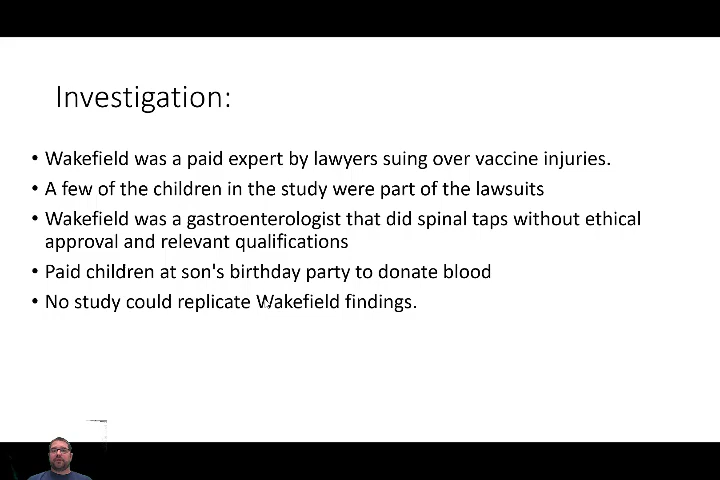 Investigation:
• Wakefield was a paid expert by lawyers suing over vaccine injuries.
• A few of the children in the study were part of the lawsuits
• Wakefield was a gastroenterologist that did spinal taps without ethical
approval and relevant qualifications
• Paid children at son's birthday party to donate blood
• No study could replicate Wakefield findings.